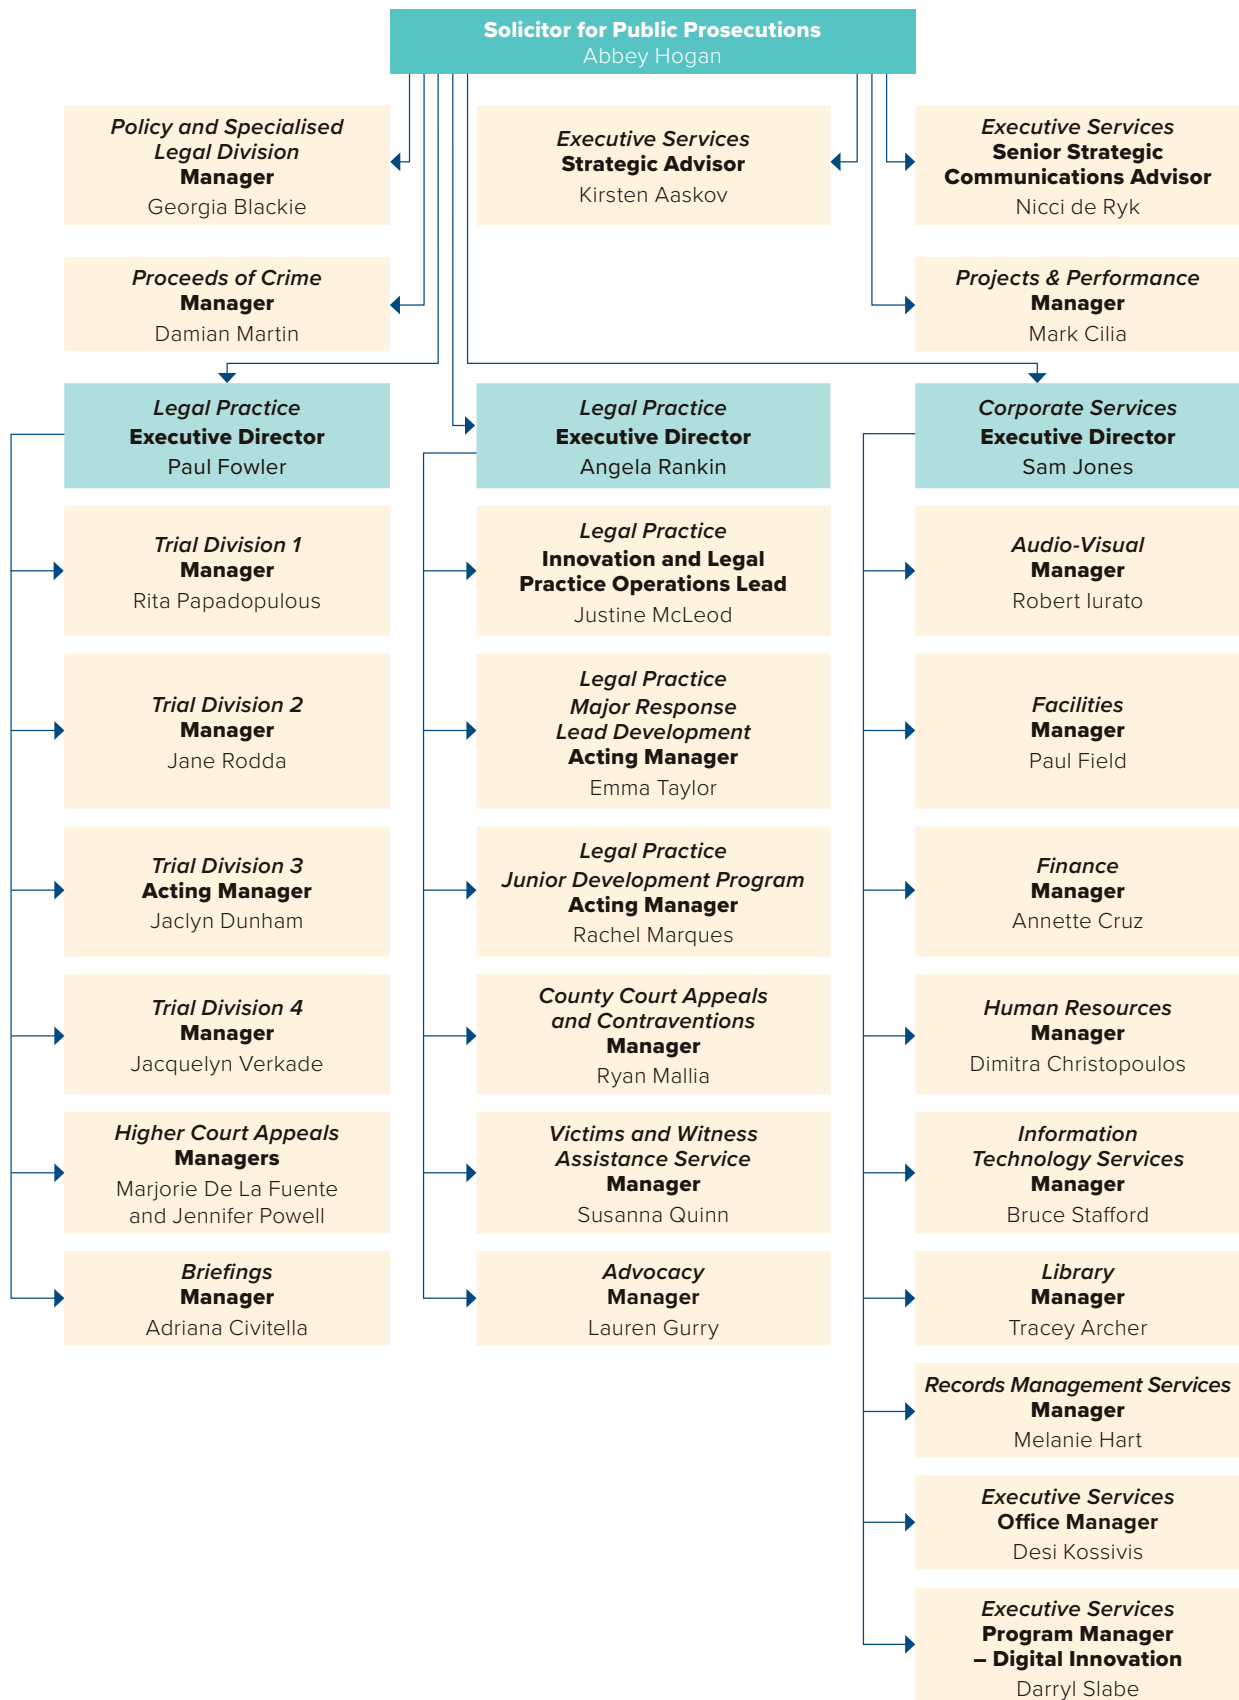 Solicitor for Public Prosecutions
Abbey Hogan
Policy and Specialised
Legal Division
Manager
Georgia Blackie
Executive Services
Strategic Advisor
Kirsten Aaskov
Executive Services
Senior Strategic
Communications Advisor
Nicci de Ryk
Proceeds of Crime
Manager
Damian Martin
Projects & Performance
Manager
Mark Cilia
Legal Practice
Executive Director
Paul Fowler
Legal Practice
Executive Director
Angela Rankin
Corporate Services
Executive Director
Sam Jones
Trial Division 1
Manager
Rita Papadopulous
Trial Division 2
Manager
Jane Rodda
Trial Division 3
Acting Manager
Jaclyn Dunham
Trial Division 4
Manager
Jacquelyn Verkade
Higher Court Appeals
Managers
Marjorie De La Fuente
and Jennifer Powell
Briefings
Manager
Adriana Civitella
Legal Practice
Innovation and Legal
Practice Operations Lead
Justine McLeod
Legal Practice
Major Response
Lead Development
Acting Manager
Emma Taylor
Legal Practice
Junior Development Program
Acting Manager
Rachel Marques
County Court Appeals
and Contraventions
Manager
Ryan Mallia
Victims and Witness
Assistance Service
Manager
Susanna Quinn
Advocacy
Manager
Lauren Gurry
Audio-Visual
Manager
Robert Iurato
Facilities
Manager
Paul Field
Finance
Manager
Annette Cruz
Human Resources
Manager
Dimitra Christopoulos
Information
Technology Services
Manager
Bruce Stafford
Library
Manager
Tracey Archer
Records Management Services
Manager
Melanie Hart
Executive Services
Office Manager
Desi Kossivis
Executive Services
Program Manager
– Digital Innovation
Darryl Slabe